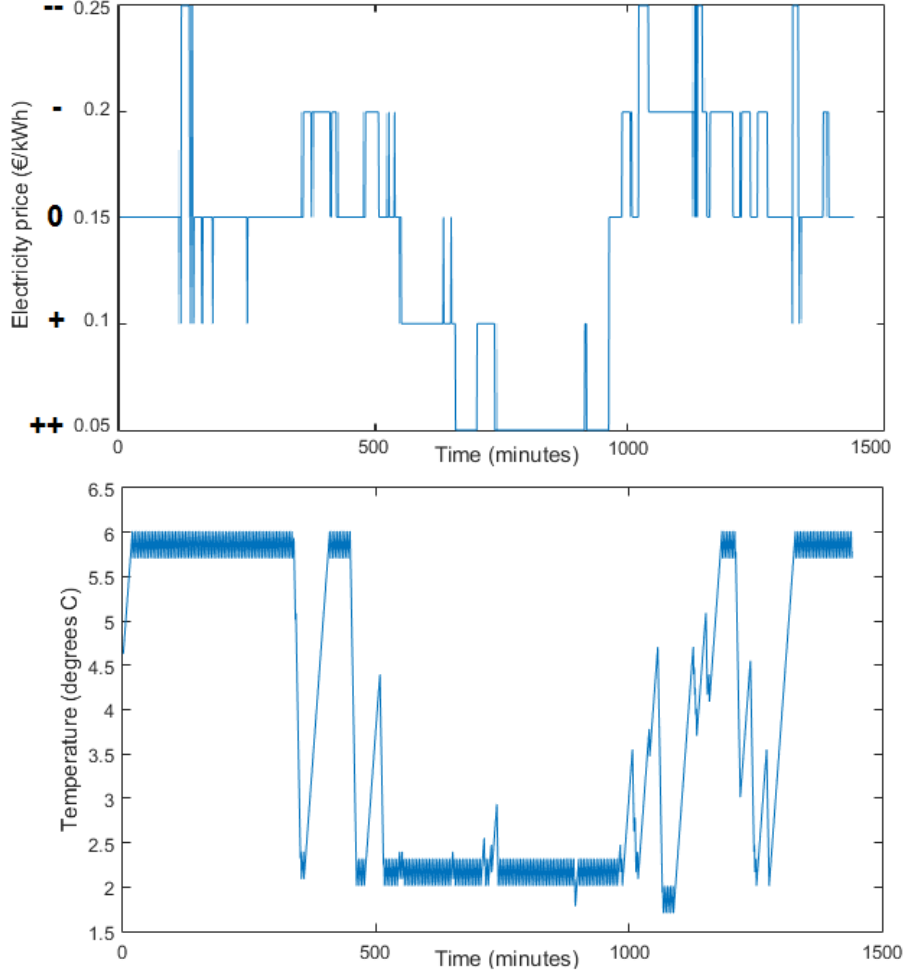 -- 0.25
- 0.2
0 0.15
+ 0.1
++ 0.05
Electricity price (€/kWh)
0 500 1000 1500
Time (minutes)
6.5
6
5.5
5
4.5
4
3.5
3
2.5
2
1.5
Temperature (degrees C)
0 500 1000 1500
Time (minutes)